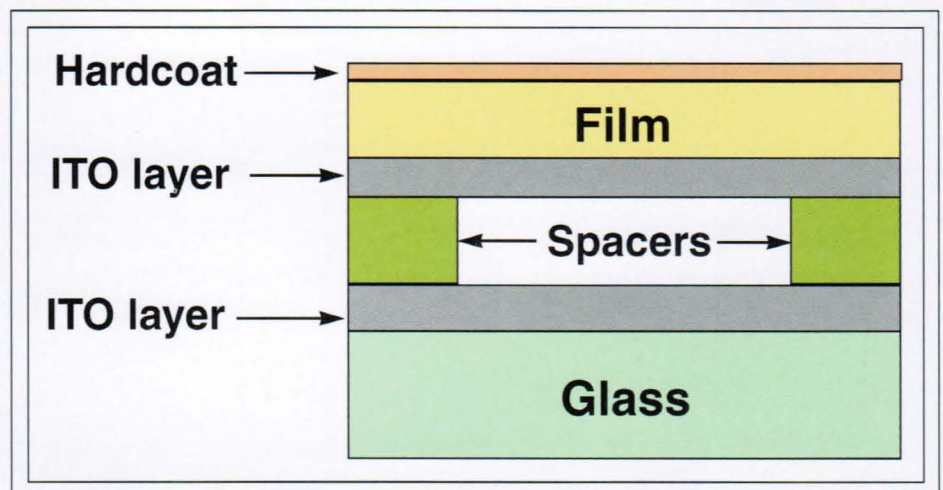 Hardcoat
Film
ITO layer
Spacers
ITO layer
Glass